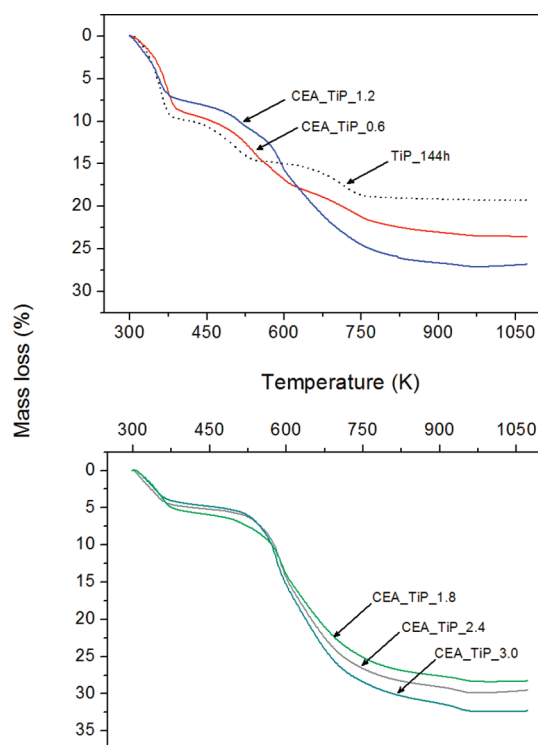 0
5
10
15
20
25
30
CEA_TiP_1.2
CEA_TiP_0.6
TiP_144h
300 450 600 750 900 1050
Temperature (K)
Mass loss (%)
300 450 600 750 900 1050
0
5
10
15
20
25
30
35
CEA_TiP_1.8
CEA_TiP_2.4
CEA_TiP_3.0